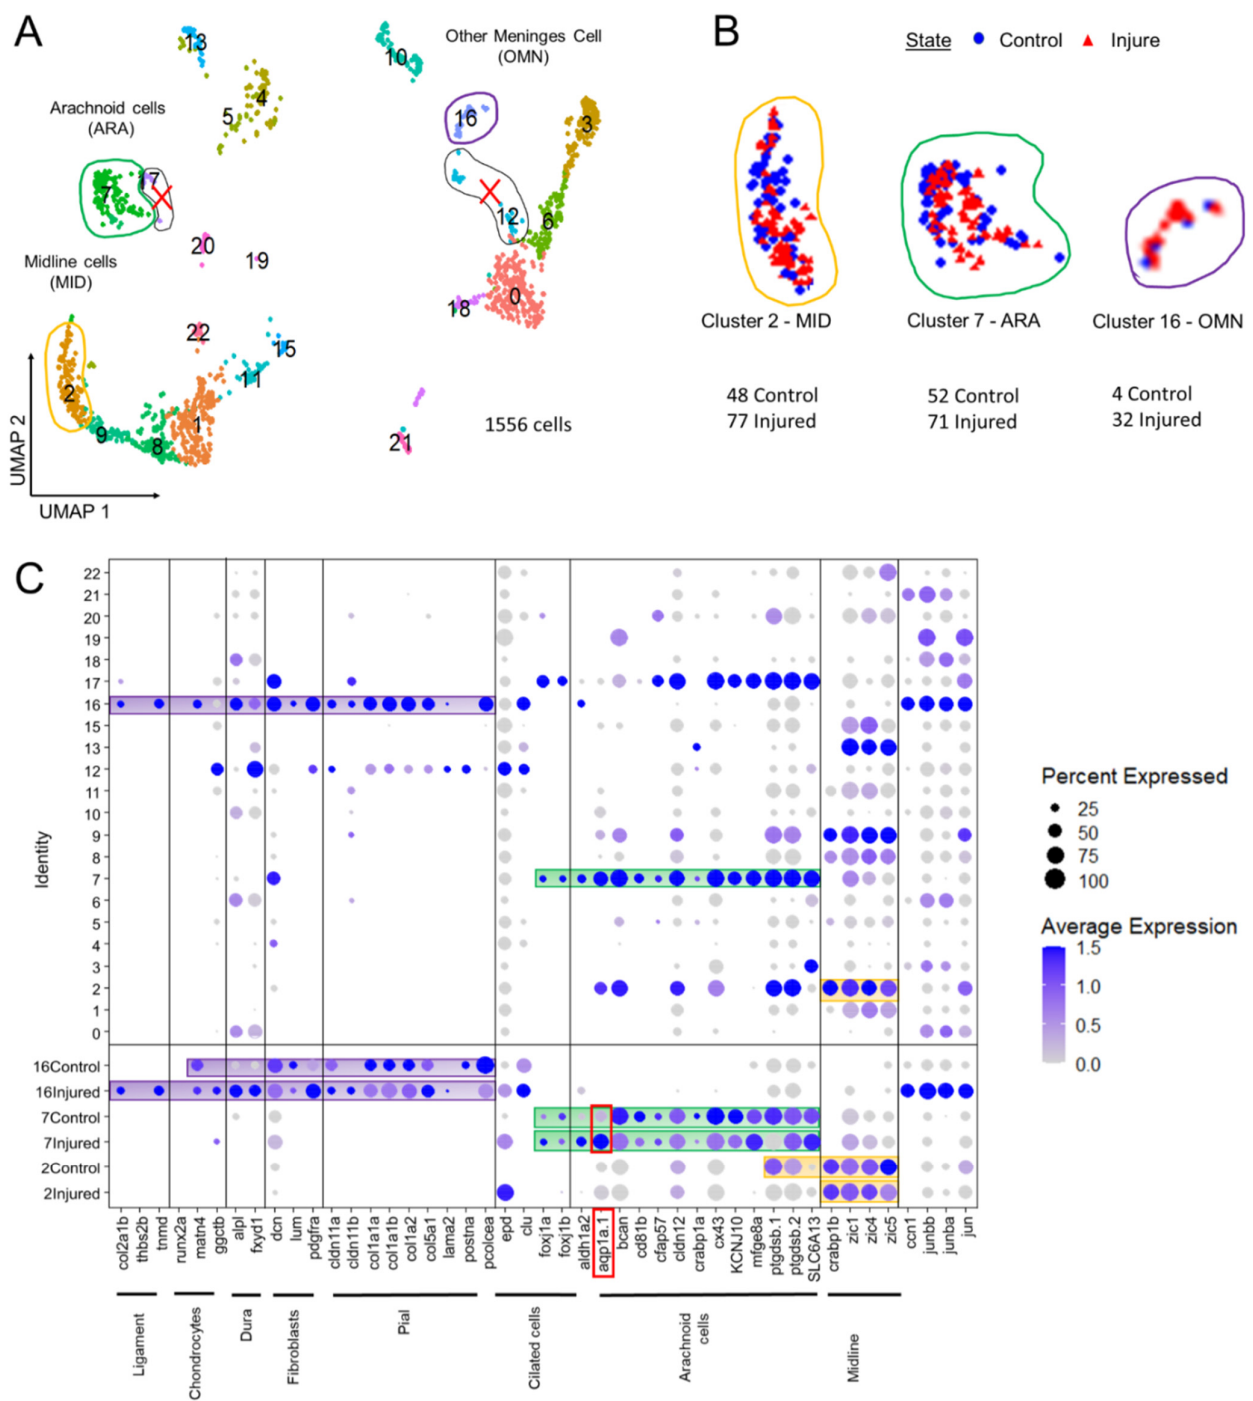 A
Arachnoid cells
(ARA)
Midline cells
(MID)
Other Meninges Cell
(OMN)
13
4
5
7
17
20
19
22
15
11
2
9
8
1
10
16
3
12
6
0
18
21
1556 cells
UMAP 2
UMAP 1
B
State
Control
Injure
Cluster 2 - MID
Cluster 7 - ARA
Cluster 16 - OMN
48 Control
77 Injured
52 Control
71 Injured
4 Control
32 Injured
C
Identity
22
21
20
19
18
17
16
15
13
12
11
10
9
8
7
6
5
4
3
2
1
0
16Control
16Injured
7Control
7Injured
2Control
2Injured
col2a1b
thbs2b
tnmd
runx2a
matn4
ggctb
alpl
fxyd1
dcn
lum
pdgfra
cldn11a
cldn11b
col1a1a
col1a1b
col1a2
col5a1
lama2
postna
pcolcea
epd
clu
foxj1a
foxj1b
aldh1a2
aqp1a.1
bcan
cd81b
cfap57
cldn12
crabp1a
cx43
KCNJ10
mfge8a
ptgdsb.1
ptgdsb.2
SLC6A13
crabp1b
zic1
zic4
zic5
ccn1
junbb
junba
jun
Ligament
Chondrocytes
Dura
Fibroblasts
Pial
Cilated cells
Arachnoid
cells
Midline
Percent Expressed
25
50
75
100
Average Expression
1.5
1.0
0.5
0.0